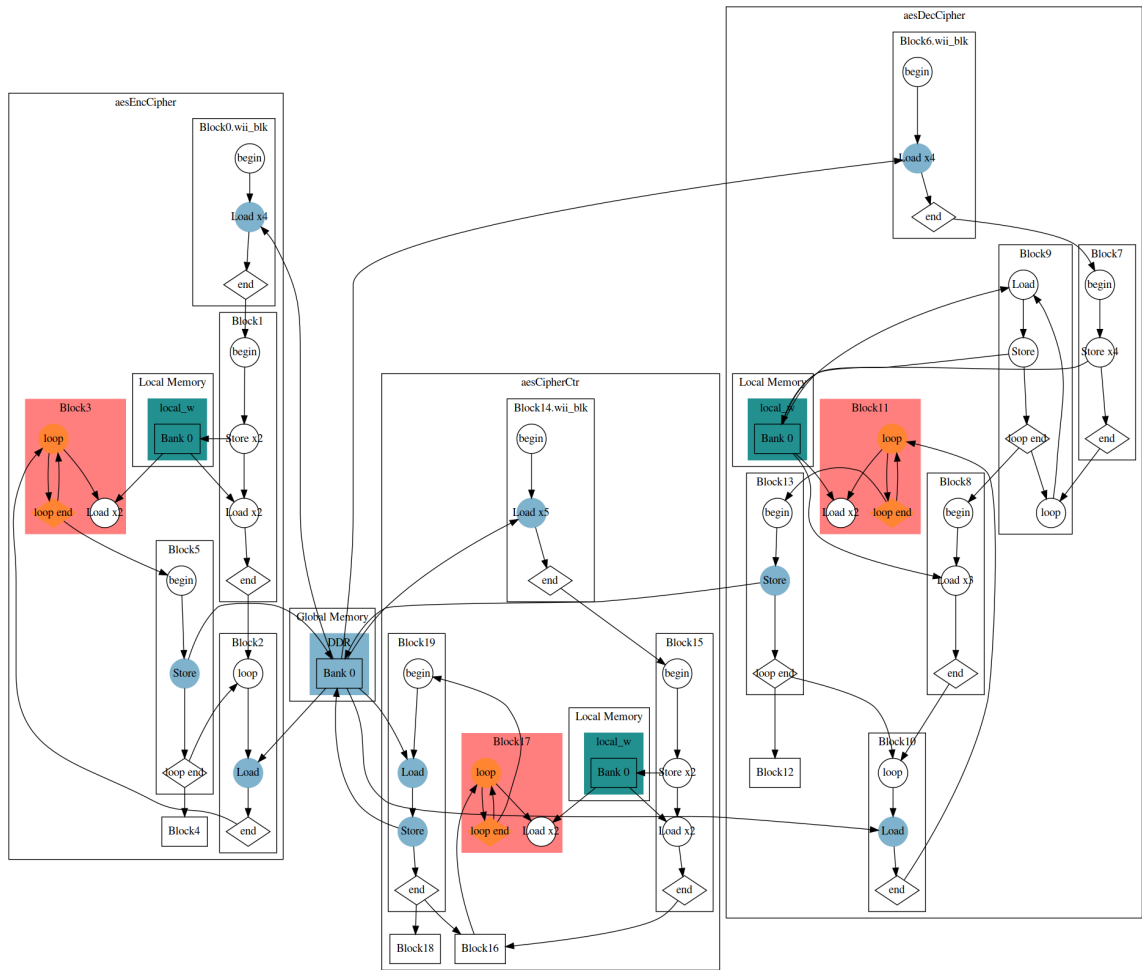 aesEncCipher
Block0.wii_blk
begin
Load x4
end
Block1
begin
Store x2
Load x2
end
Local Memory
local_w
Bank 0
Block3
loop
loop end
Load x2
Block5
begin
Store
loop end
Block4
Block2
loop
Load
end
Global Memory
DDR
Bank 0
aesCipherCtr
Block14.wii_blk
begin
Load x5
end
Block19
begin
Load
Store
end
Block18
Block16
Block17
loop
loop end
Load x2
Local Memory
local_w
Bank 0
Block15
begin
Store x2
Load x2
end
aesDecCipher
Block6.wii_blk
begin
Load x4
end
Block9
Load
Store
loop end
loop
Block7
begin
Store x4
end
Local Memory
local_w
Bank 0
Block11
loop
loop end
Load x2
Block13
begin
Store
loop end
Block12
Block8
begin
Load x3
end
Block10
loop
Load
end